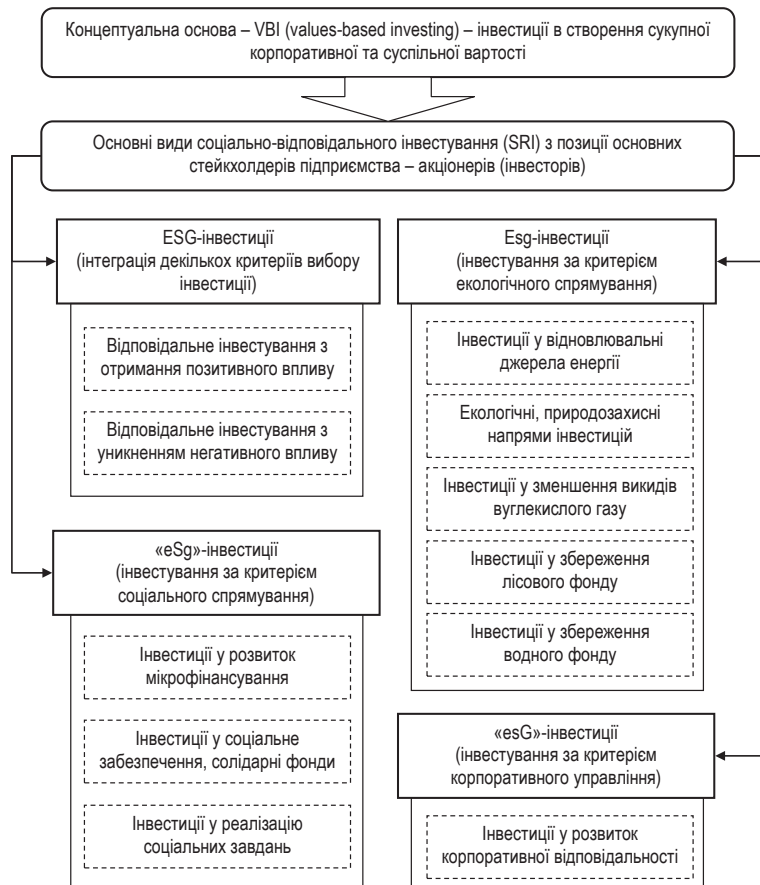 Концептуальна основа – VBI (values-based investing) – інвестиції в створення сукупної
корпоративної та суспільної вартості
Основні види соціально-відповідального інвестування (SRI) з позиції основних
стейкхолдерів підприємства – акціонерів (інвесторів)
ESG-інвестиції
(інтеграція декількох критеріїв вибору
інвестиції)
Відповідальне інвестування з
отримання позитивного впливу
Відповідальне інвестування з
уникненням негативного впливу
«eSg»-інвестиції
(інвестування за критерієм
соціального спрямування)
Інвестиції у розвиток
мікрофінансування
Інвестиції у соціальне
забезпечення, солідарні фонди
Інвестиції у реалізацію
соціальних завдань
Esg-інвестиції
(інвестування за критерієм
екологічного спрямування)
Інвестиції у відновлювальні
джерела енергії
Екологічні, природозахисні
напрями інвестицій
Інвестиції у зменшення викидів
вуглекислого газу
Інвестиції у збереження
лісового фонду
Інвестиції у збереження
водного фонду
«esG»-інвестиції
(інвестування за критерієм
корпоративного управління)
Інвестиції у розвиток
корпоративної відповідальності